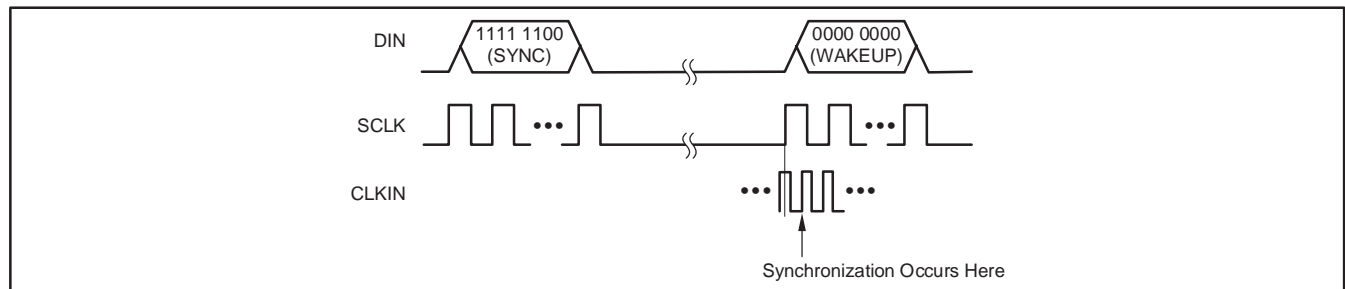 DIN
1111 1100
(SYNC)
0000 0000
(WAKEUP)
SCLK
CLKIN
Synchronization Occurs Here